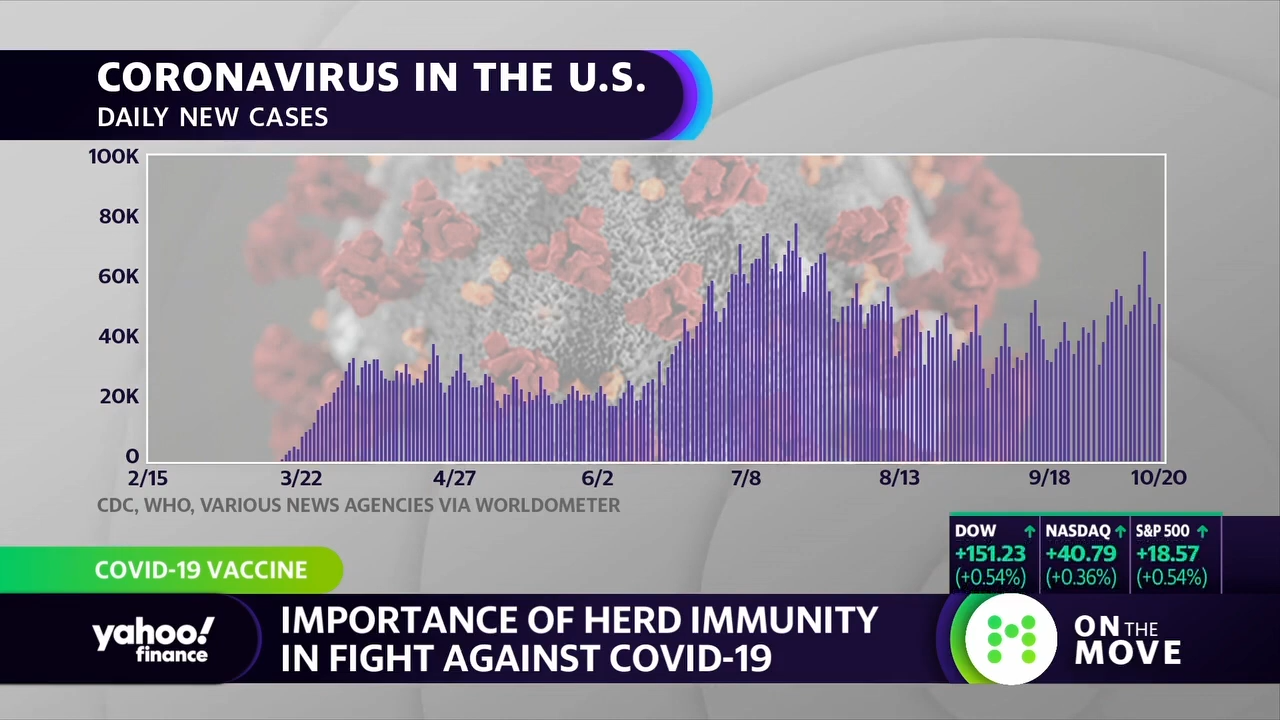 CORONAVIRUS IN THE U.S.
DAILY NEW CASES
100K
80K
60K
40K
20K
0
2/15 3/22 4/27 6/2 7/8 8/13 9/18 10/20
CDC, WHO, VARIOUS NEWS AGENCIES VIA WORLDOMETER
DOW NASDAQ S&P 500
+151.23 +40.79 +18.57
(+0.54%) (+0.36%) (+0.54%)
COVID-19 VACCINE
yahoo!
finance
IMPORTANCE OF HERD IMMUNITY
IN FIGHT AGAINST COVID-19
ON THE
MOVE